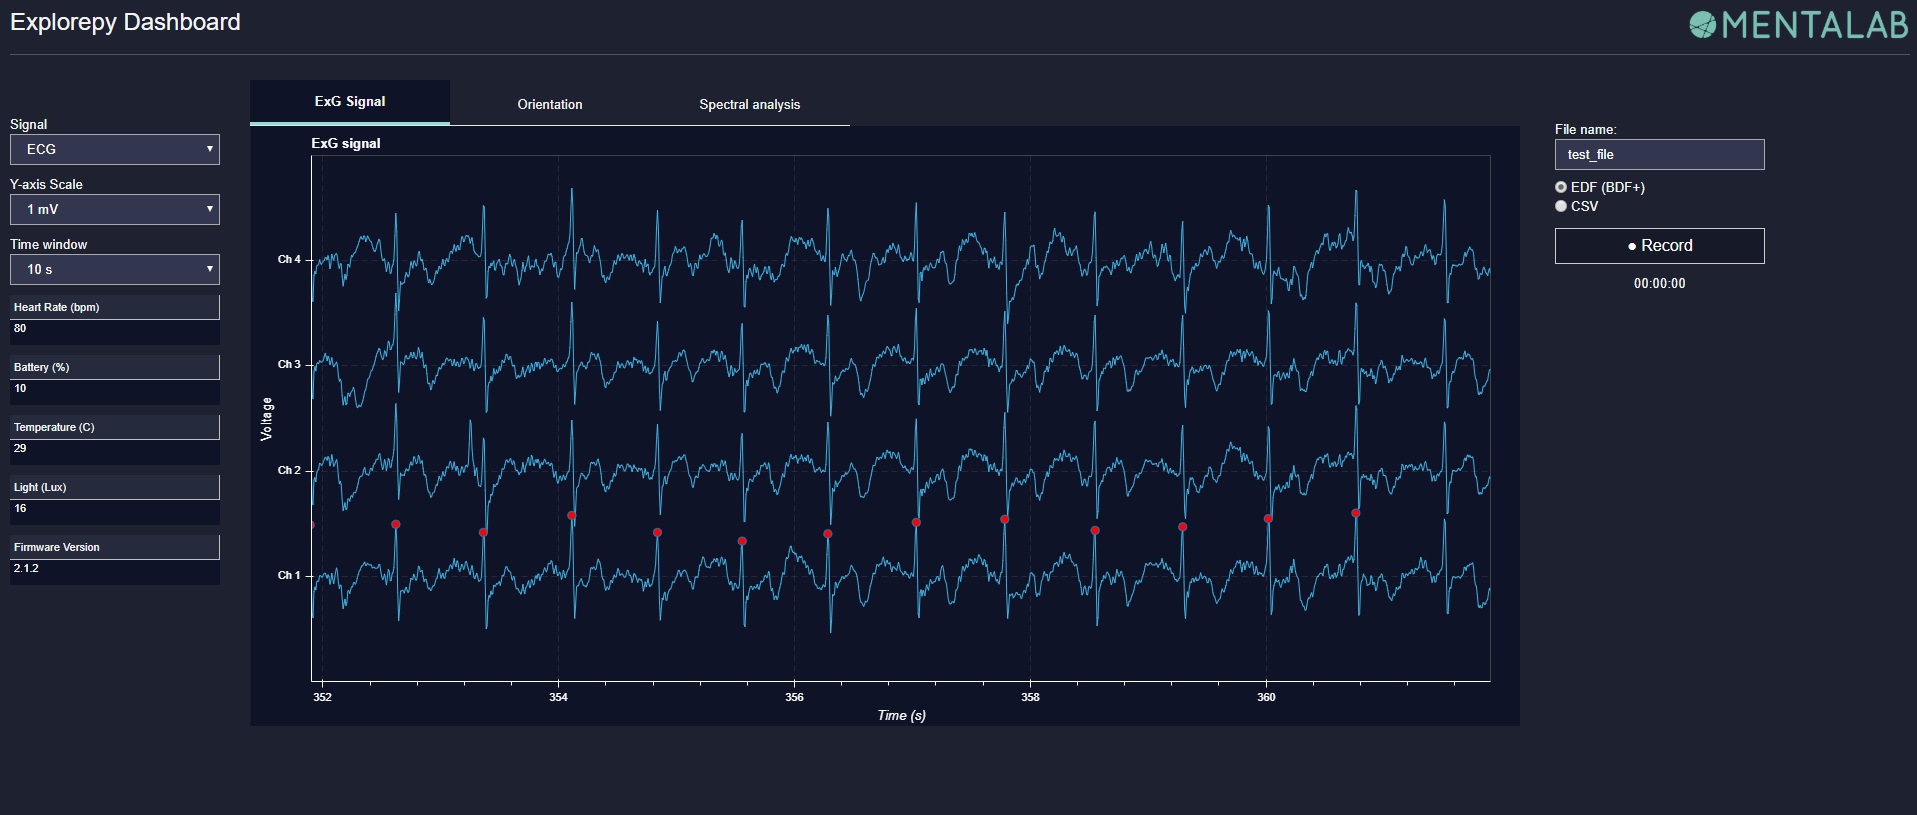 Explorepy Dashboard
MENTALAB
Signal
ECG
Y-axis Scale
1 mV
Time window
10 s
Heart Rate (bpm)
80
Battery (%)
10
Temperature (C)
29
Light (Lux)
16
Firmware Version
2.1.2
ExG Signal
Orientation
Spectral analysis
ExG signal
Voltage
Ch 4
Ch 3
Ch 2
Ch 1
352
354
356
358
360
Time (s)
File name:
test_file
EDF (BDF+)
CSV
● Record
00:00:00